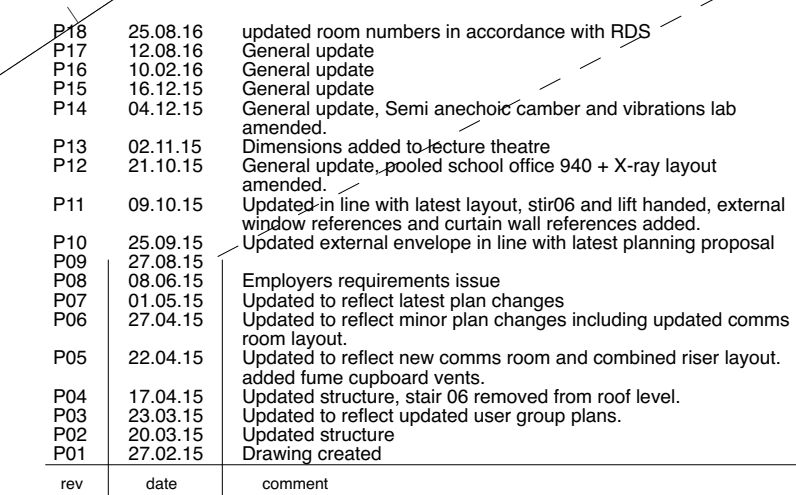 P18 25.08.16 updated room numbers in accordance with RDS
P17 12.08.16 General update
P16 10.02.16 General update
P15 16.12.15 General update
P14 04.12.15 General update, Semi anechoic camber and vibrations lab
amended.
P13 02.11.15 Dimensions added to lecture theatre
P12 21.10.15 General update, pooled school office 940 + X-ray layout
amended.
P11 09.10.15 Updated in line with latest layout, stir06 and lift handed, external
window references and curtain wall references added.
P10 25.09.15 Updated external envelope in line with latest planning proposal
P09 27.08.15
P08 08.06.15 Employers requirements issue
P07 01.05.15 Updated to reflect latest plan changes
P06 27.04.15 Updated to reflect minor plan changes including updated comms
room layout.
P05 22.04.15 Updated to reflect new comms room and combined riser layout.
added fume cupboard vents.
P04 17.04.15 Updated structure, stair 06 removed from roof level.
P03 23.03.15 Updated to reflect updated user group plans.
P02 20.03.15 Updated structure
P01 27.02.15 Drawing created
rev date comment